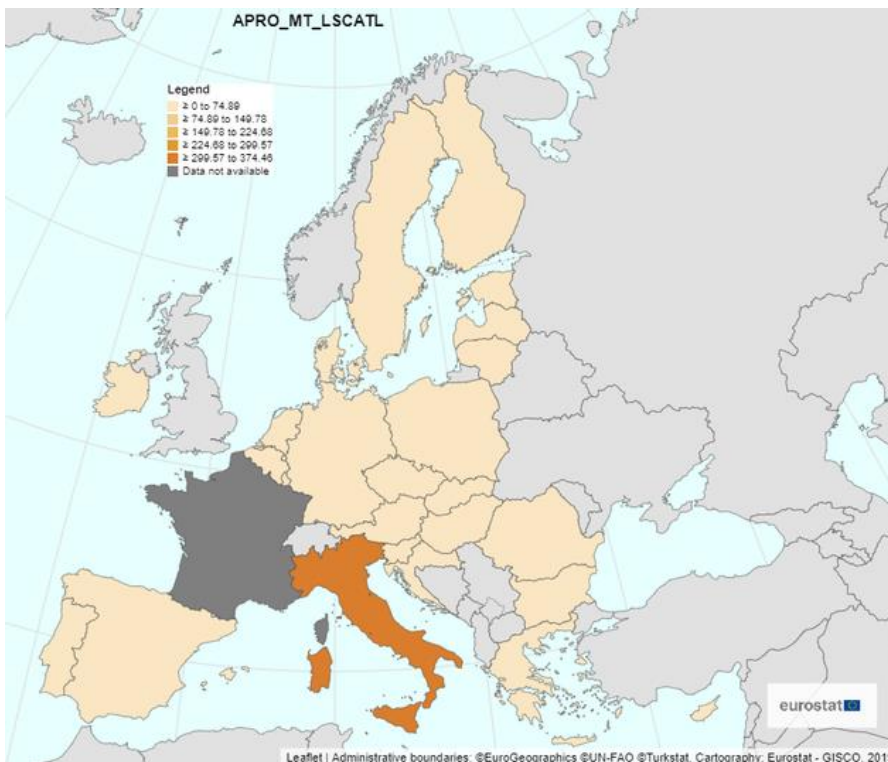 APRO_MT_LSCATL
Legend
≥ 0 to 74.89
≥ 74.89 to 149.78
≥ 149.78 to 224.68
≥ 224.68 to 299.57
≥ 299.57 to 374.46
Data not available
eurostat
Leaflet | Administrative boundaries: ©EuroGeographics ©UN-FAO ©Turkstat, Cartography: Eurostat - GISCO,